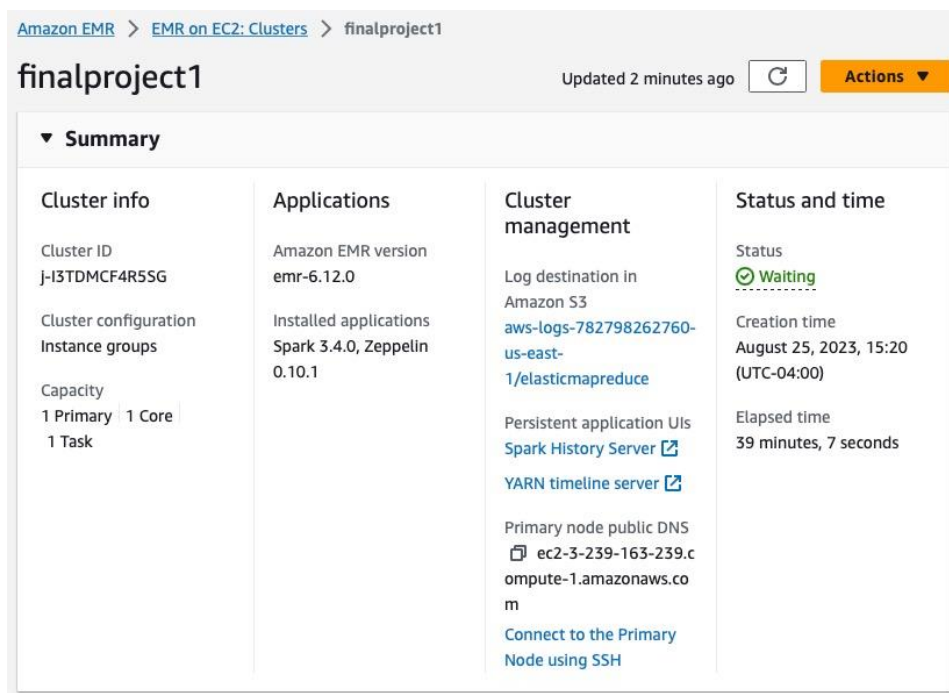 Amazon EMR > EMR on EC2: Clusters > finalproject1
finalproject1
Updated 2 minutes ago
Actions
Summary
Cluster info
Cluster ID
j-I3TDMCF4R5SG
Cluster configuration
Instance groups
Capacity
1 Primary 1 Core
1 Task
Applications
Amazon EMR version
emr-6.12.0
Installed applications
Spark 3.4.0, Zeppelin
0.10.1
Cluster
management
Log destination in
Amazon S3
aws-logs-782798262760-
us-east-
1/elasticmapreduce
Persistent application UIs
Spark History Server
YARN timeline server
Primary node public DNS
ec2-3-239-163-239.c
ompute-1.amazonaws.co
m
Connect to the Primary
Node using SSH
Status and time
Status
Waiting
Creation time
August 25, 2023, 15:20
(UTC-04:00)
Elapsed time
39 minutes, 7 seconds